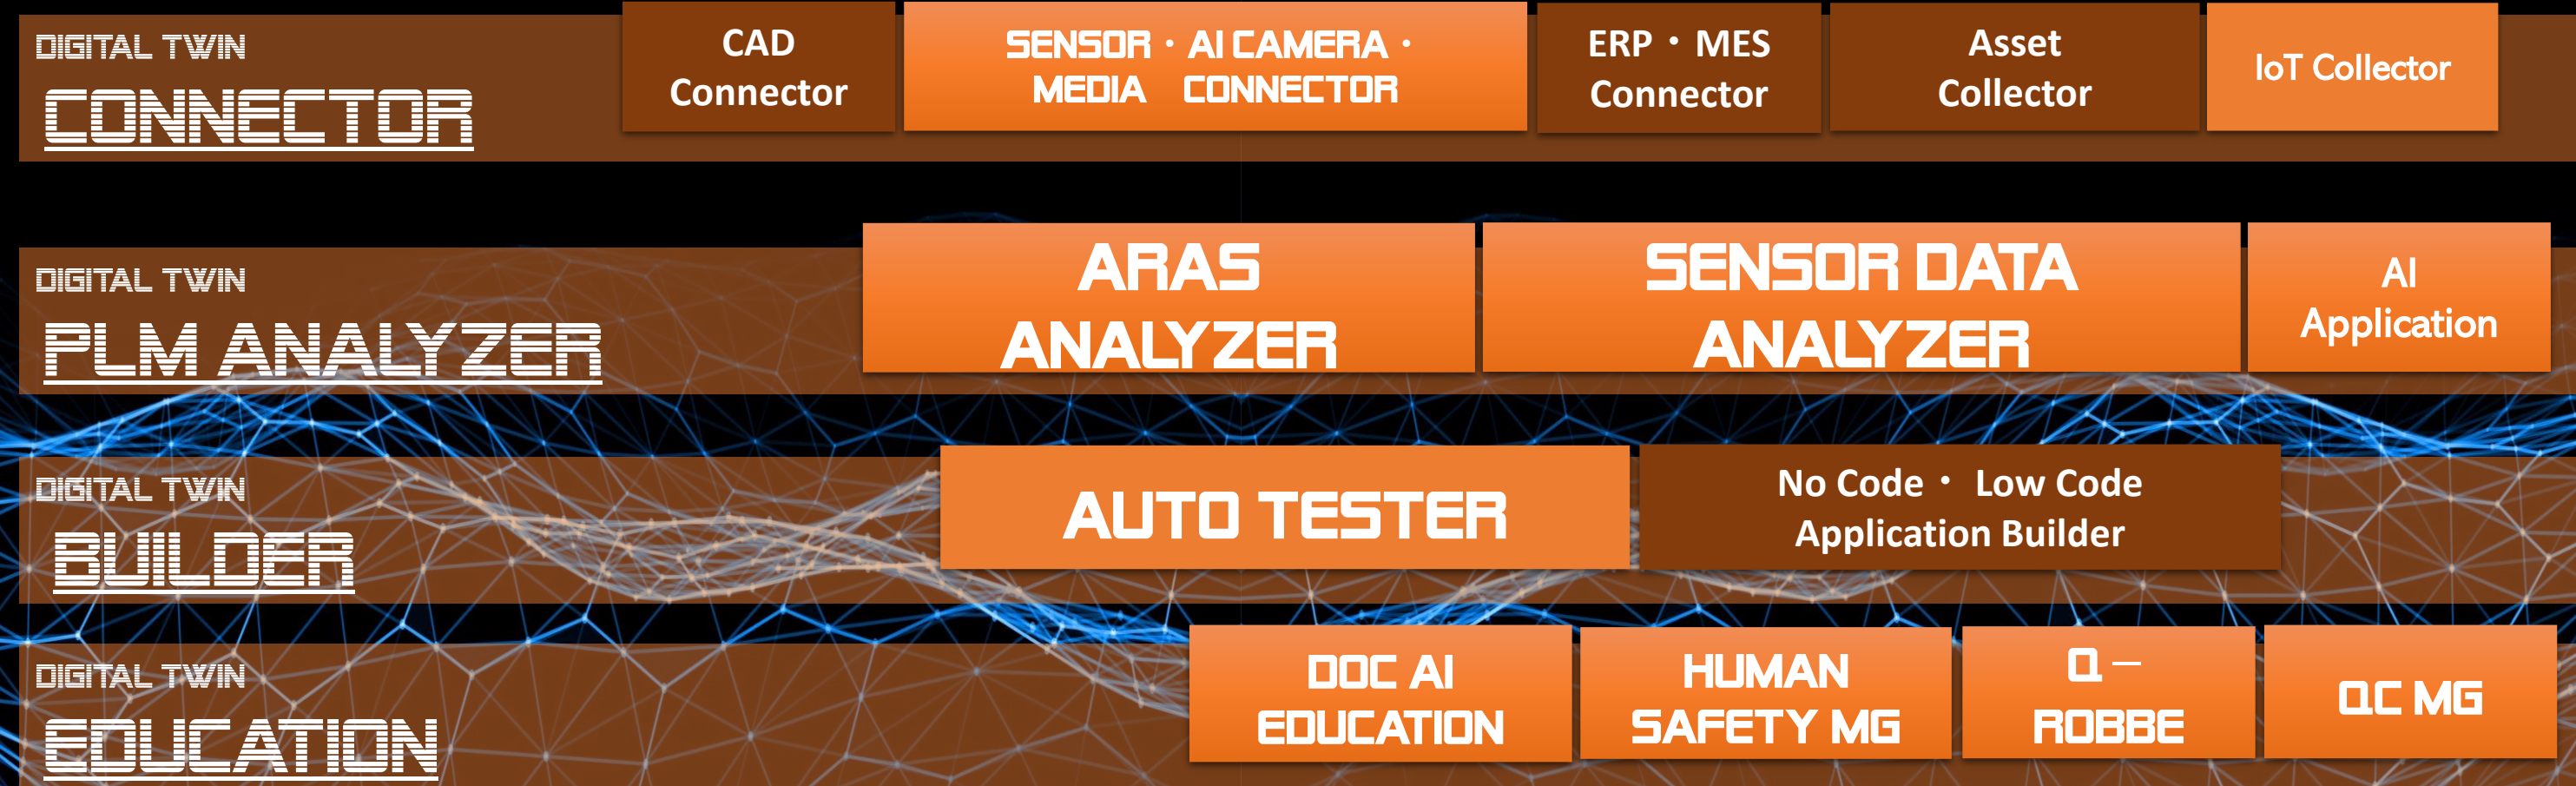 DIGITAL TWIN
CONNECTOR
CAD
Connector
SENSOR・AI CAMERA・
MEDIA CONNECTOR
ERP・MES
Connector
Asset
Collector
IoT Collector
DIGITAL TWIN
PLM ANALYZER
ARAS
ANALYZER
SENSOR DATA
ANALYZER
AI
Application
DIGITAL TWIN
BUILDER
AUTO TESTER
No Code・ Low Code
Application Builder
DIGITAL TWIN
EDUCATION
DOC AI
EDUCATION
HUMAN
SAFETY MG
Q－
ROBBE
QC MG